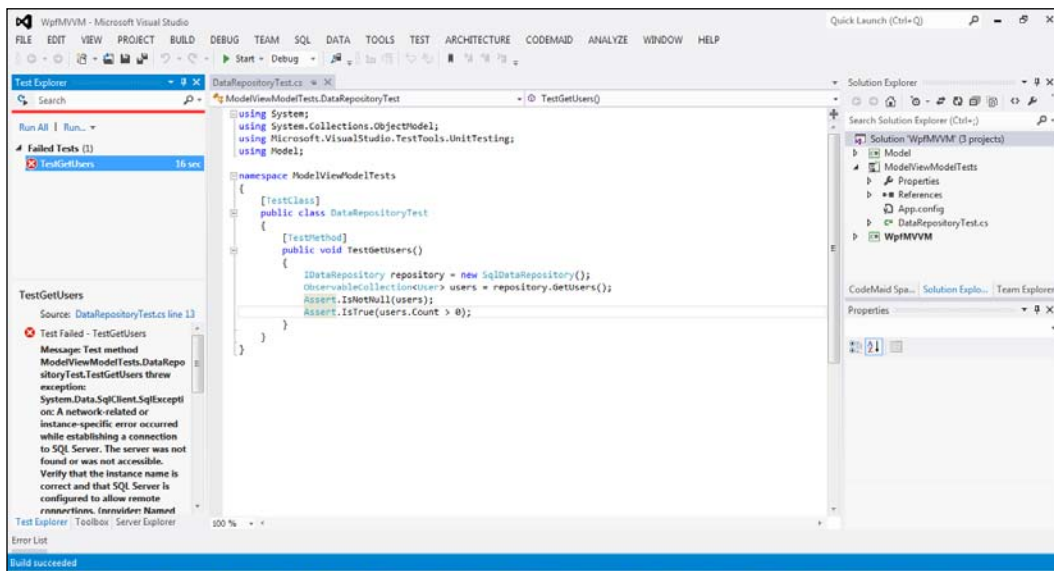 WpfMVVM - Microsoft Visual Studio
Quick Launch (Ctrl+Q)
FILE EDIT VIEW PROJECT BUILD DEBUG TEAM SQL DATA TOOLS TEST ARCHITECTURE CODEMAID ANALYZE WINDOW HELP
Start - Debug
Test Explorer
Search
Run All | Run...
Failed Tests (1)
TestGetUsers 16 sec
TestGetUsers
Source: DataRepositoryTest.cs line 13
Test Failed - TestGetUsers
Message: Test method
ModelViewModelTests.DataRepo
sitoryTest.TestGetUsers threw
exception:
System.Data.SqlClient.SqlExcepti
on: A network-related or
instance-specific error occurred
while establishing a connection
to SQL Server. The server was not
found or was not accessible.
Verify that the instance name is
correct and that SQL Server is
configured to allow remote
connections. (provider: Named
Test Explorer Toolbox Server Explorer
DataRepositoryTest.cs
ModelViewModelTests.DataRepositoryTest
TestGetUsers()
using System;
using System.Collections.ObjectModel;
using Microsoft.VisualStudio.TestTools.UnitTesting;
using Model;
namespace ModelViewModelTests
{
[TestClass]
public class DataRepositoryTest
{
[TestMethod]
public void TestGetUsers()
{
IDataRepository repository = new SqlDataRepository();
ObservableCollection<User> users = repository.GetUsers();
Assert.IsNotNull(users);
Assert.IsTrue(users.Count > 0);
}
}
}
100 %
Solution Explorer
Search Solution Explorer (Ctrl+;)
Solution 'WpfMVVM' (3 projects)
Model
ModelViewModelTests
Properties
References
App.config
C# DataRepositoryTest.cs
WpfMVVM
CodeMaid Spa... Solution Explo... Team Explorer
Properties
Error List
Build succeeded